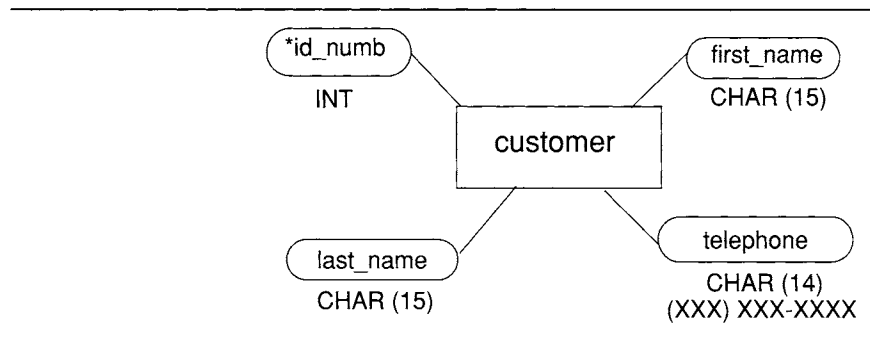 *id_numb
INT
first_name
CHAR (15)
customer
last_name
CHAR (15)
telephone
CHAR (14)
(XXX) XXX-XXXX